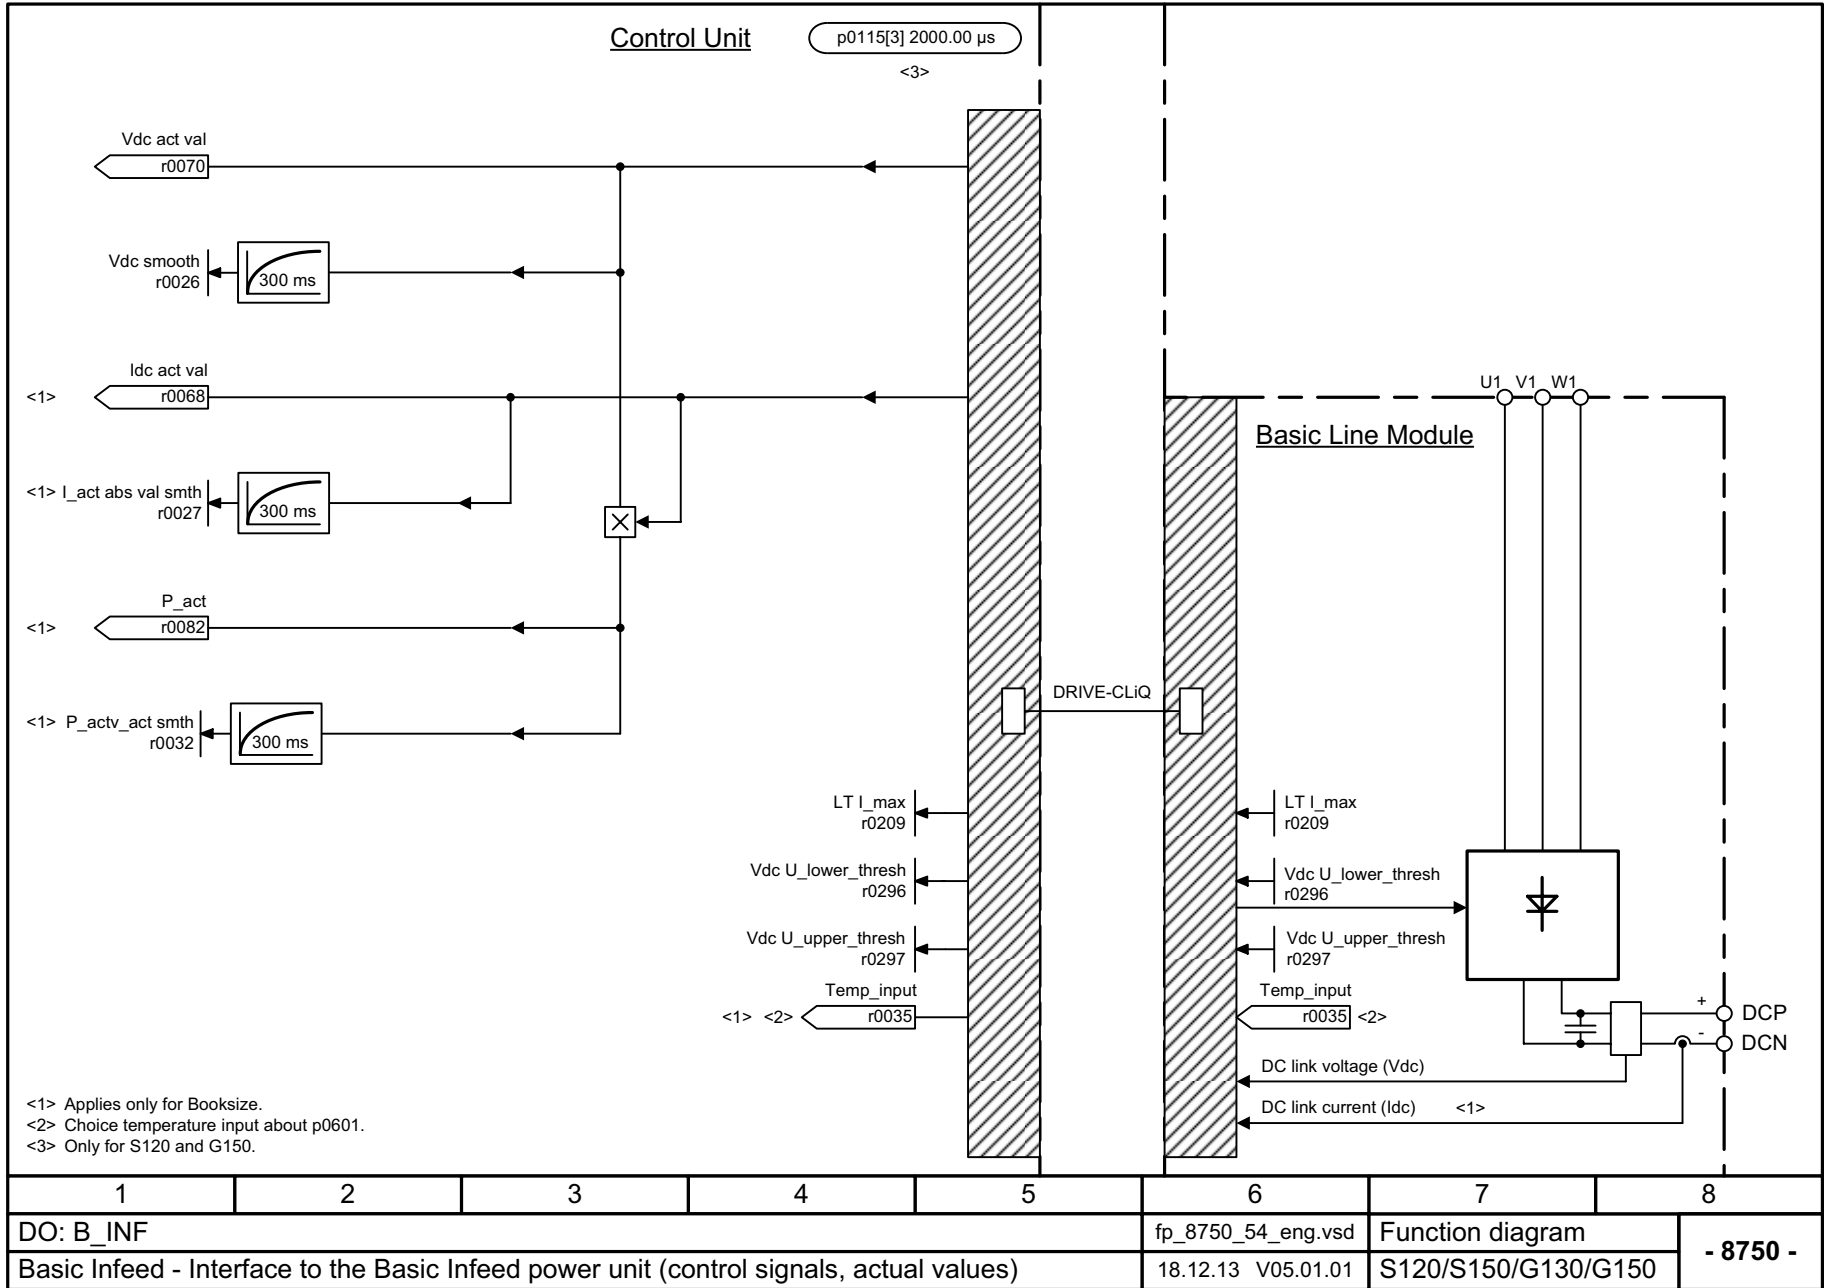 Control Unit
p0115[3] 2000.00 µs
<3>
Vdc act val
r0070
Vdc smooth
r0026
300 ms
Idc act val
<1>
r0068
<1> I_act abs val smth
r0027
300 ms
P_act
<1>
r0082
<1> P_actv_act smth
r0032
300 ms
DRIVE-CLiQ
U1 V1 W1
Basic Line Module
LT I_max
r0209
Vdc U_lower_thresh
r0296
Vdc U_upper_thresh
r0297
Temp_input
<1> <2>
r0035
LT I_max
r0209
Vdc U_lower_thresh
r0296
Vdc U_upper_thresh
r0297
Temp_input
r0035 <2>
+ DCP
- DCN
DC link voltage (Vdc)
DC link current (Idc) <1>
<1> Applies only for Booksize.
<2> Choice temperature input about p0601.
<3> Only for S120 and G150.
1 2 3 4 5 6 7 8
DO: B_INF
fp_8750_54_eng.vsd
Function diagram
- 8750 -
Basic Infeed - Interface to the Basic Infeed power unit (control signals, actual values)
18.12.13 V05.01.01
S120/S150/G130/G150